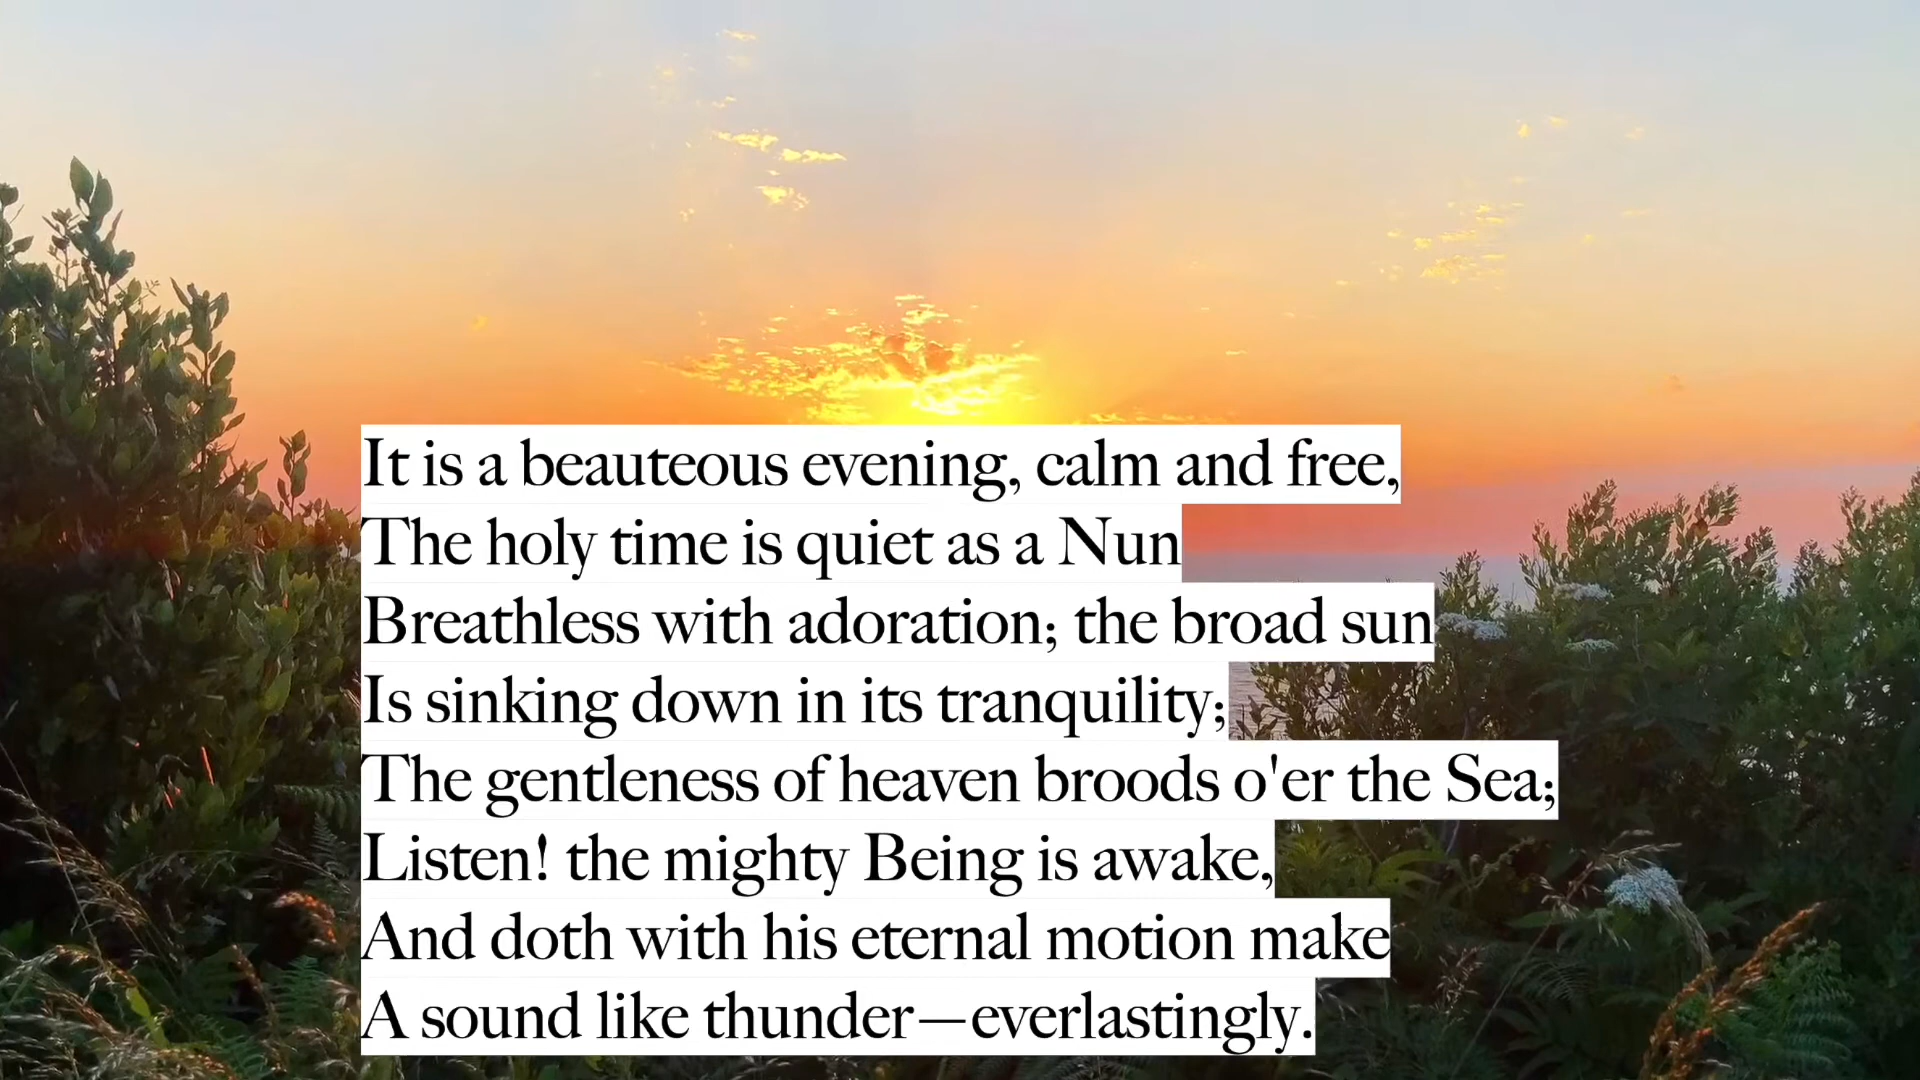 It is a beauteous evening, calm and free,
The holy time is quiet as a Nun
Breathless with adoration; the broad sun
Is sinking down in its tranquility;
The gentleness of heaven broods o'er the Sea;
Listen! the mighty Being is awake,
And doth with his eternal motion make
A sound like thunder—everlastingly.